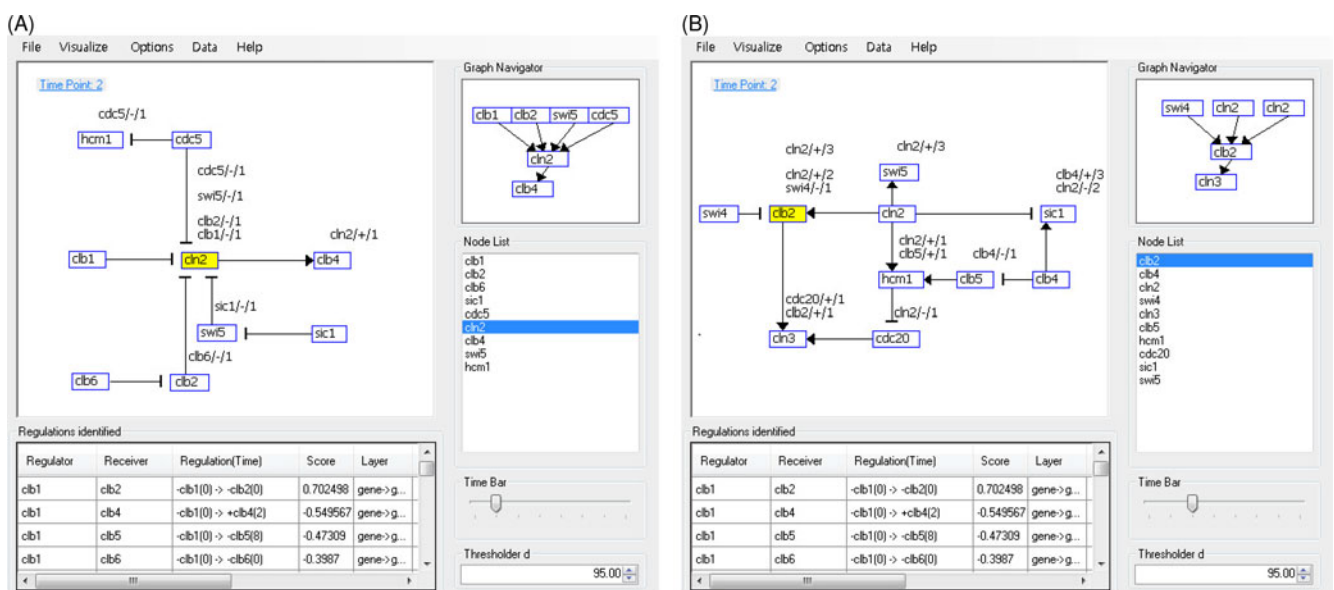 (A)
File Visualize Options Data Help
Time Point: 2
cdc5/-/1
hcm1
cdc5
cdc5/-/1
swi5/-/1
clb2/-/1
clb1/-/1
cln2/+/1
clb1
cln2
clb4
sic1/-/1
swi5
sic1
clb6/-/1
clb6
clb2
Graph Navigator
clb1 clb2 swi5 cdc5
cln2
clb4
Node List
clb1
clb2
clb6
sic1
cdc5
cln2
clb4
swi5
hcm1
Regulations identified
Regulator Receiver Regulation(Time) Score Layer
clb1 clb2 -clb1(0) -> -clb2(0) 0.702498 gene->g...
clb1 clb4 -clb1(0) -> +clb4(2) -0.549567 gene->g...
clb1 clb5 -clb1(0) -> -clb5(8) -0.47309 gene->g...
clb1 clb6 -clb1(0) -> -clb6(0) -0.3987 gene->g...
Time Bar
Thresholder d
95.00
(B)
File Visualize Options Data Help
Time Point: 2
cln2/+/3
cln2/+/3
cln2/+/2
swi4/-/1
swi5
clb4/+/3
cln2/-/2
swi4
clb2
cln2
sic1
cln2/+/1
clb5/+/1
clb4/-/1
hcm1
clb5
clb4
cdc20/+/1
clb2/+/1
cln2/-/1
cln3
cdc20
Graph Navigator
swi4 cln2 cln2
clb2
cln3
Node List
clb2
clb4
cln2
swi4
cln3
clb5
hcm1
cdc20
sic1
swi5
Regulations identified
Regulator Receiver Regulation(Time) Score Layer
clb1 clb2 -clb1(0) -> -clb2(0) 0.702498 gene->g...
clb1 clb4 -clb1(0) -> +clb4(2) -0.549567 gene->g...
clb1 clb5 -clb1(0) -> -clb5(8) -0.47309 gene->g...
clb1 clb6 -clb1(0) -> -clb6(0) -0.3987 gene->g...
Time Bar
Thresholder d
95.00